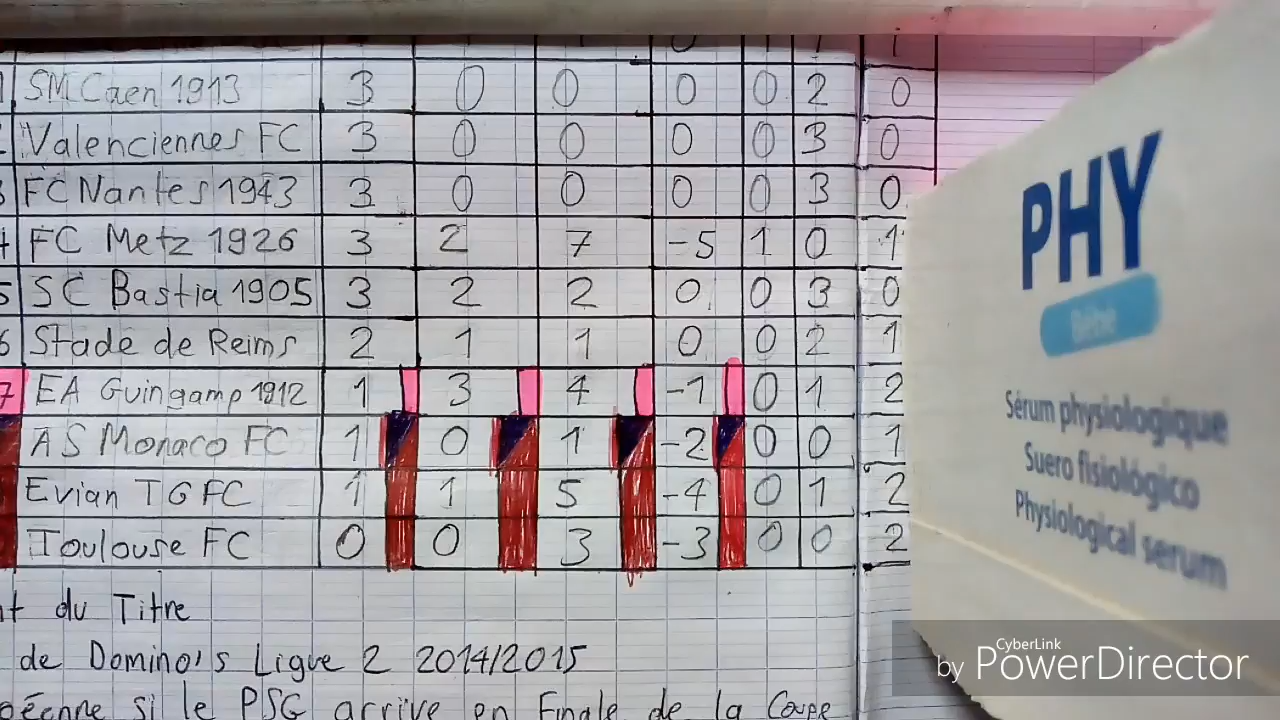 SM Caen 1913 3 0 0 0 0 2 0
Valenciennes FC 3 0 0 0 0 3 0
FC Nantes 1943 3 0 0 0 0 3 0
4 FC Metz 1926 3 2 7 -5 1 0 1
5 SC Bastia 1905 3 2 2 0 0 3 0
6 Stade de Reims 2 1 1 0 0 2 1
7 EA Guingamp 1912 1 3 4 -1 0 1 2
AS Monaco FC 1 0 1 -2 0 0 1
Evian TGFC 1 1 5 -4 0 1 2
Toulouse FC 0 0 3 -3 0 0 2
du Titre
de Domino's Ligue 2 2014/2015
si le PSG arrive en Finale de la Coupe
PHY
Bébé
Sérum physiologique
Suero fisiológico
Physiological serum
CyberLink
by PowerDirector